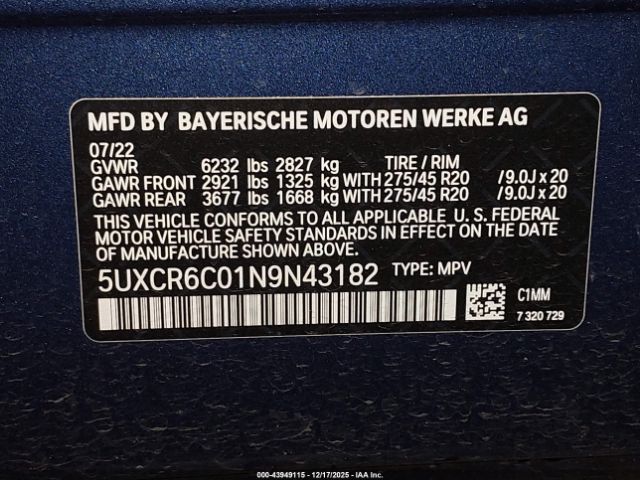 MFD BY BAYERISCHE MOTOREN WERKE AG
07/22
GVWR 6232 lbs 2827 kg TIRE / RIM
GAWR FRONT 2921 lbs 1325 kg WITH 275/45 R20 /9.0J x 20
GAWR REAR 3677 lbs 1668 kg WITH 275/45 R20 /9.0J x 20
THIS VEHICLE CONFORMS TO ALL APPLICABLE U. S. FEDERAL
MOTOR VEHICLE SAFETY STANDARDS IN EFFECT ON THE DATE
OF MANUFACTURE SHOWN ABOVE.
5UXCR6C01N9N43182 TYPE: MPV
C1MM
7 320 729
000-43949115 - 12/17/2025 - IAA Inc.